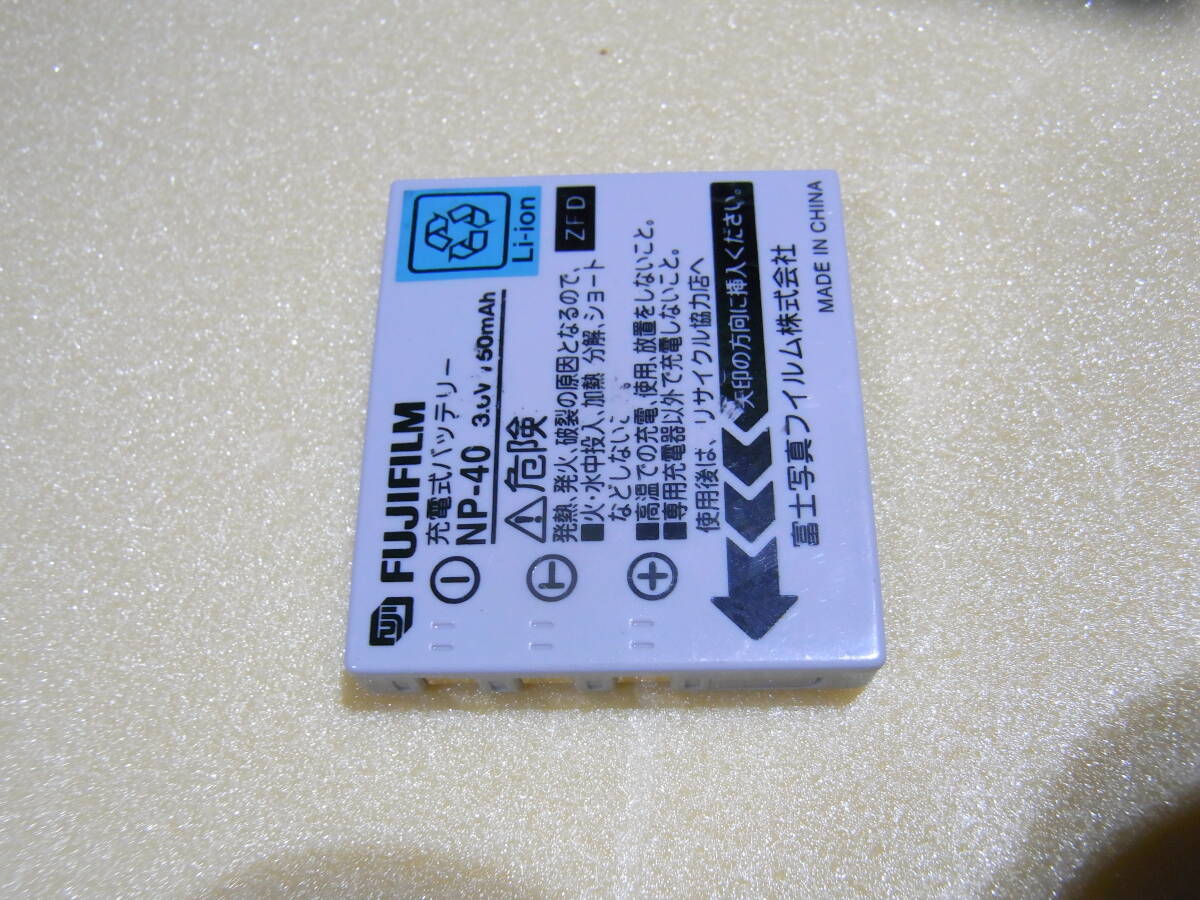 FUJI FUJIFILM
充電式バッテリー
NP-40 3.6V 750mAh
Li-ion
⚠危険
ZFD
発熱、発火、破裂の原因となるので、
■火・水中投入、加熱 分解、ショート
などしないこ 。
■高温での充電、使用、放置をしないこと。
■専用充電器以外で充電しないこと。
使用後は、リサイクル協力店へ
矢印の方向に挿入ください。
富士写真フイルム株式会社
MADE IN CHINA